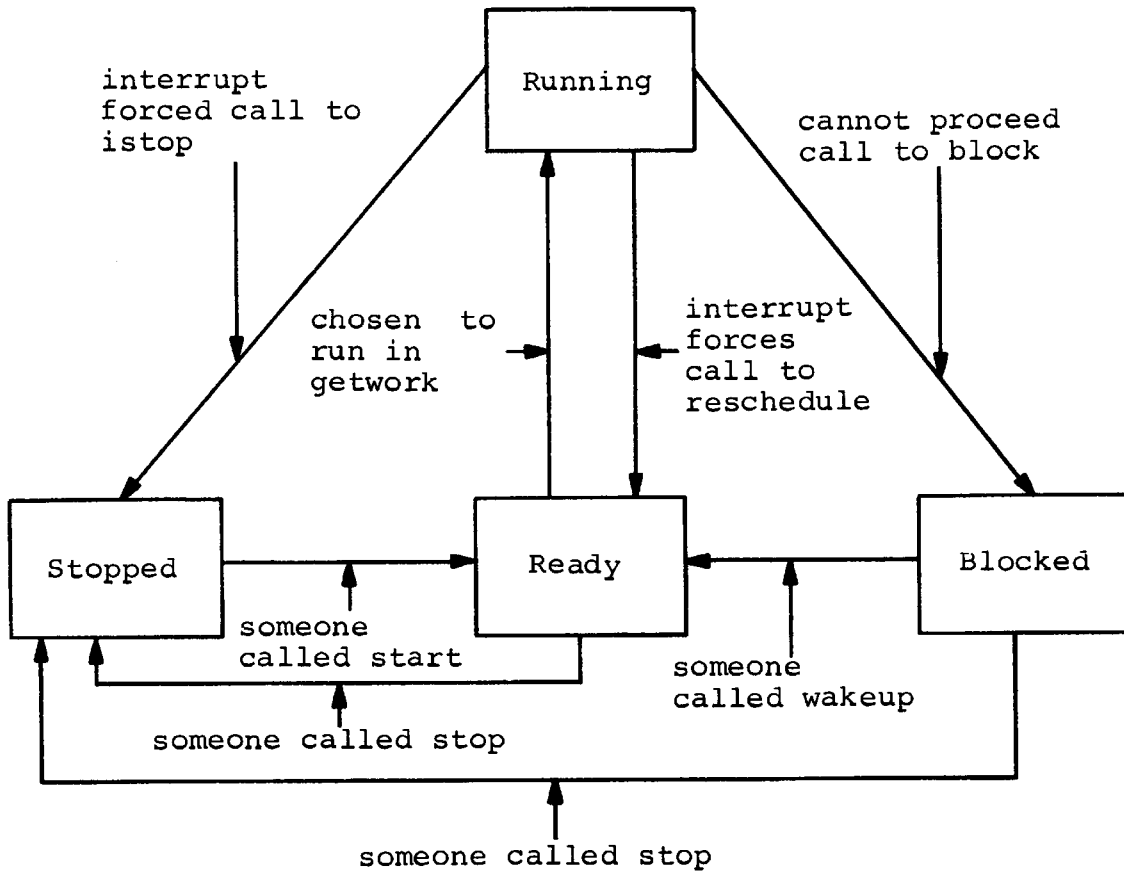 Running
interrupt
forced call to
istop
cannot proceed
call to block
chosen to
run in
getwork
interrupt
forces
call to
reschedule
Stopped
Ready
Blocked
someone
called start
someone
called wakeup
someone called stop
someone called stop